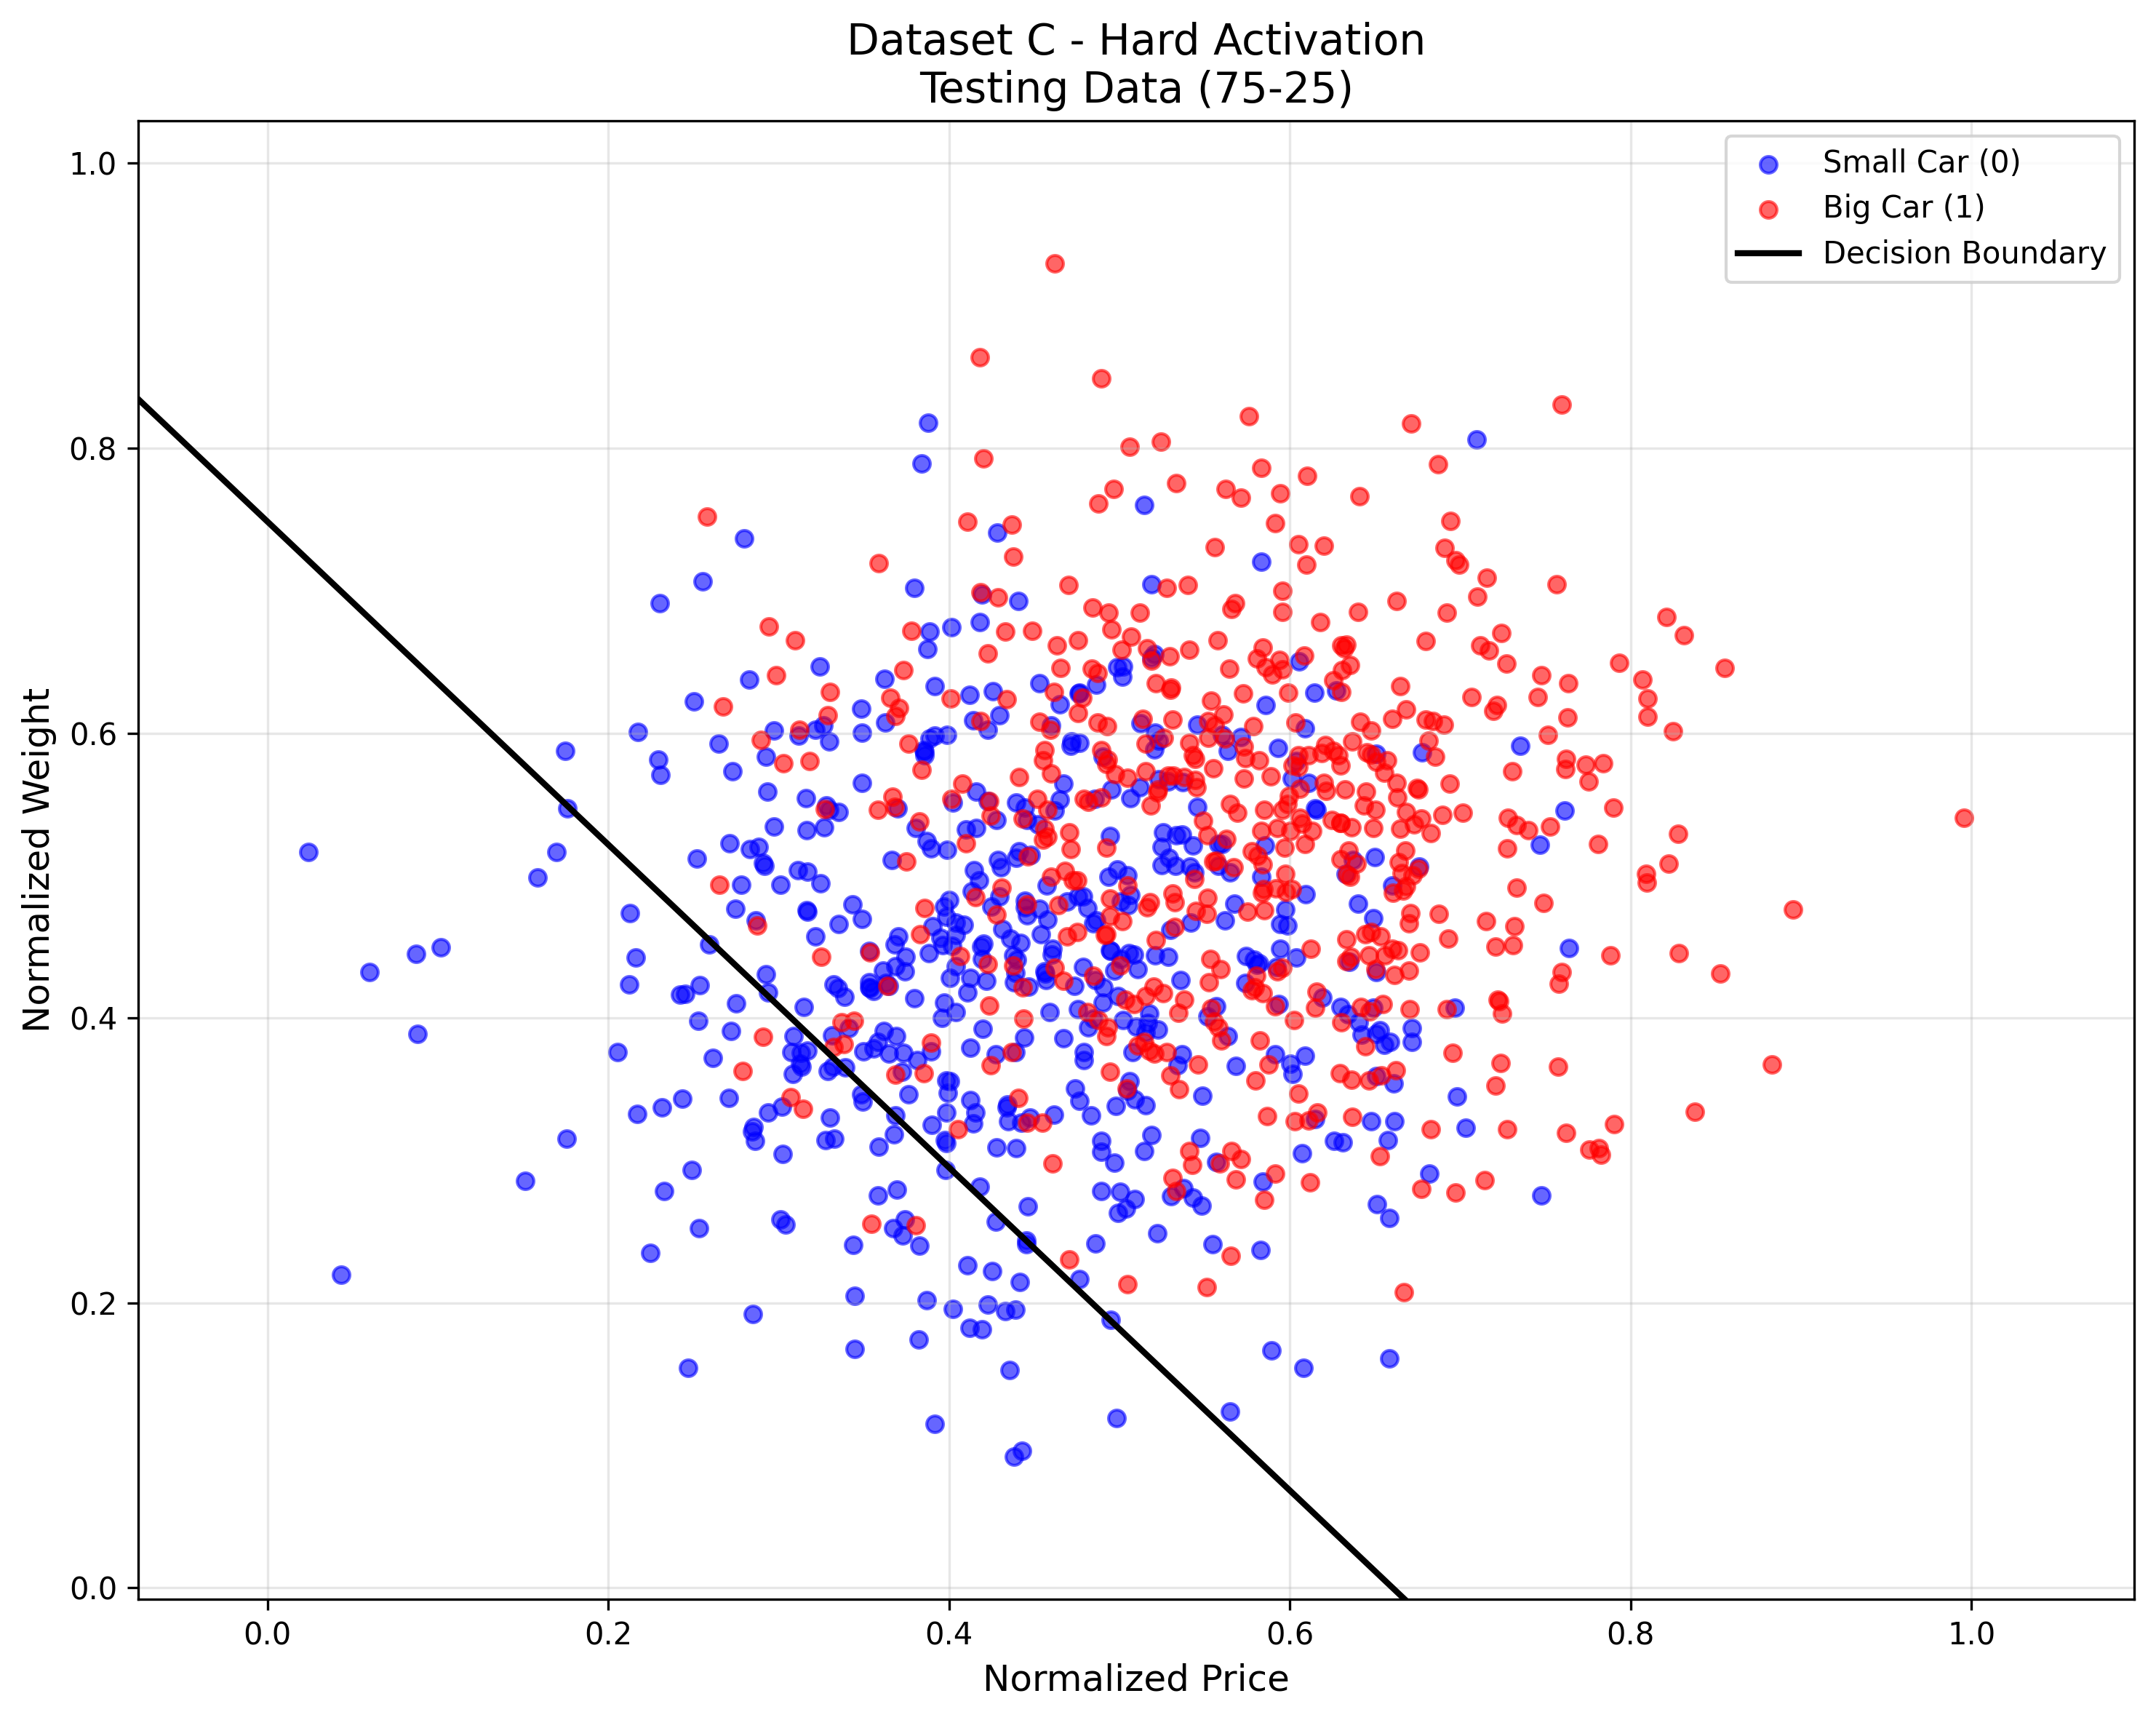 Dataset C - Hard Activation
Testing Data (75-25)
Small Car (0)
Big Car (1)
Decision Boundary
1.0
0.8
0.6
0.4
0.2
0.0
Normalized Weight
0.0 0.2 0.4 0.6 0.8 1.0
Normalized Price